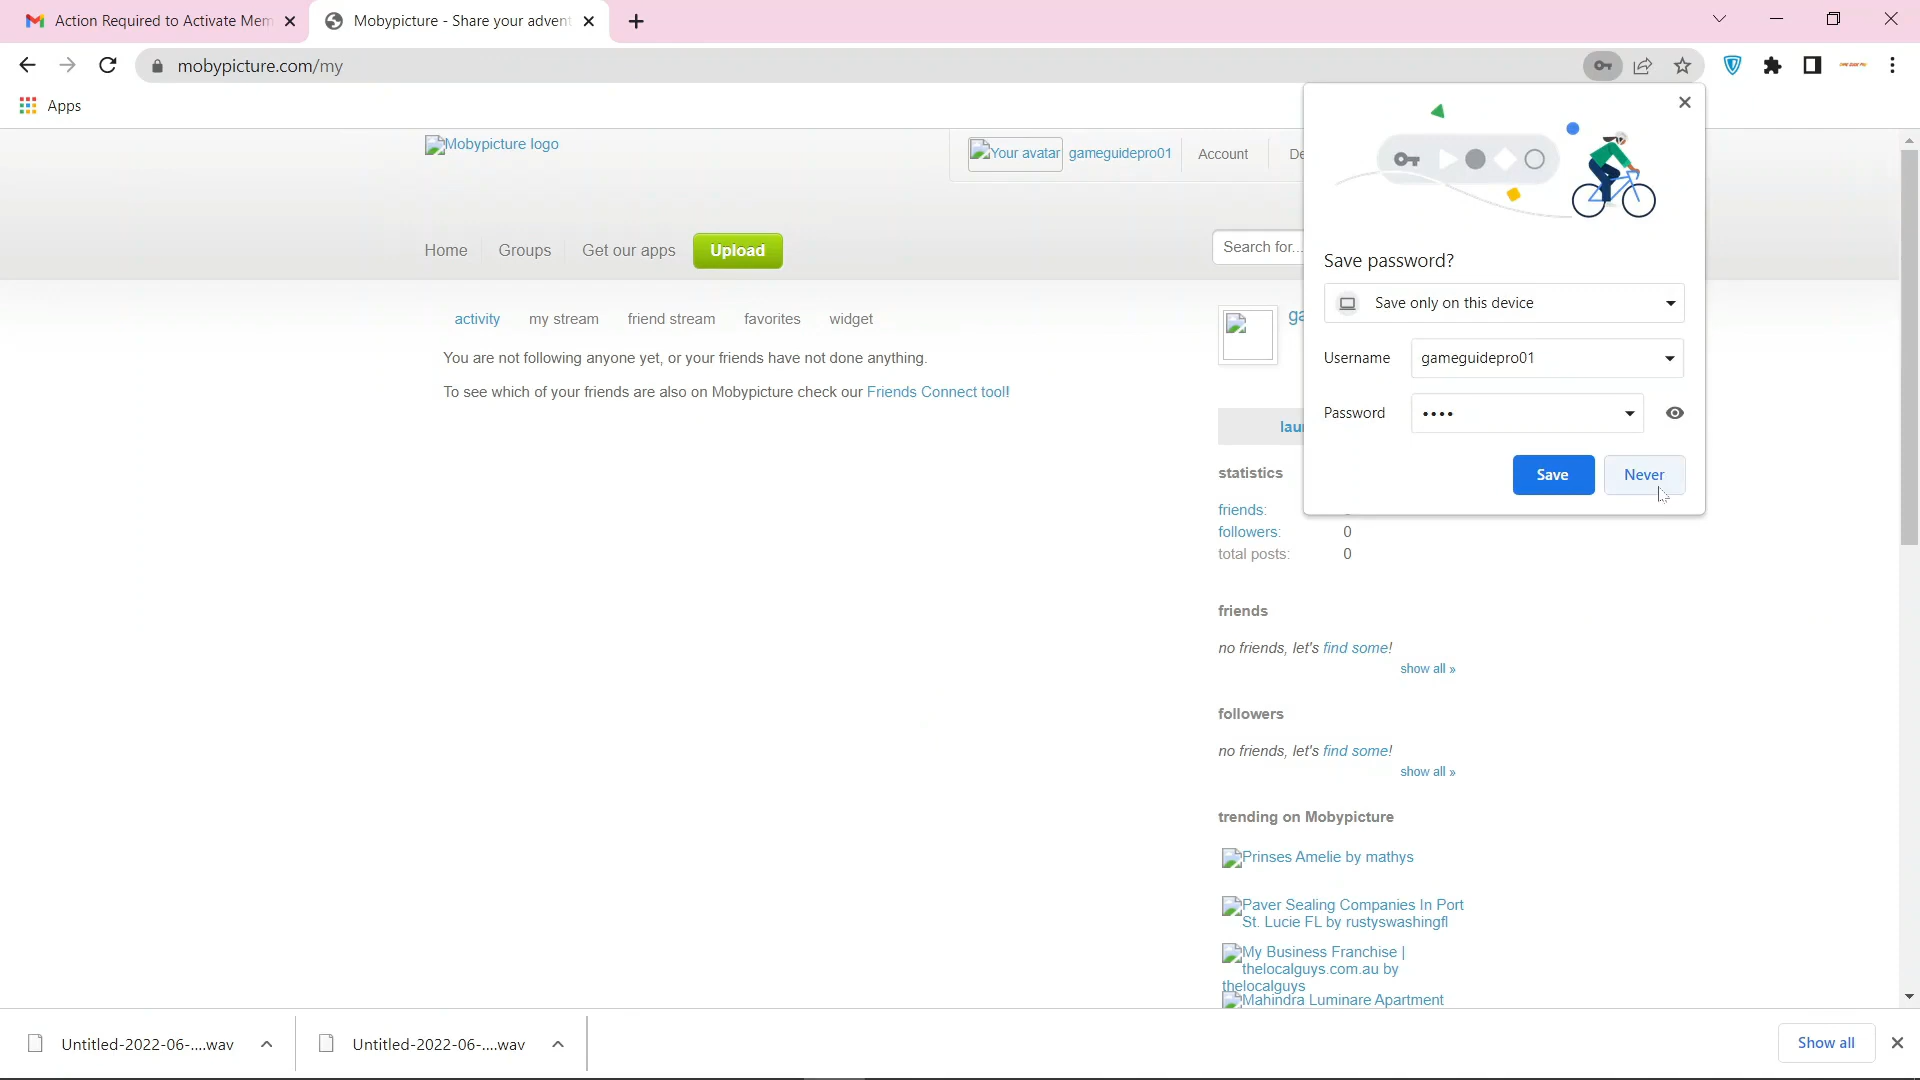 Action Required to Activate Mem
Mobypicture - Share your advent
mobypicture.com/my
Apps
Mobypicture logo
Your avatar
gameguidepro01
Account
De
Home
Groups
Get our apps
Upload
Search for...
activity
my stream
friend stream
favorites
widget
You are not following anyone yet, or your friends have not done anything.
To see which of your friends are also on Mobypicture check our Friends Connect tool!
Save password?
Save only on this device
Username
gameguidepro01
Password
••••
Save
Never
ga
lau
statistics
friends:
followers: 0
total posts: 0
friends
no friends, let's find some!
show all »
followers
no friends, let's find some!
show all »
trending on Mobypicture
Prinses Amelie by mathys
Paver Sealing Companies In Port
St. Lucie FL by rustyswashingfl
My Business Franchise |
thelocalguys.com.au by
thelocalguys
Mahindra Luminare Apartment
Untitled-2022-06-....wav
Untitled-2022-06-....wav
Show all